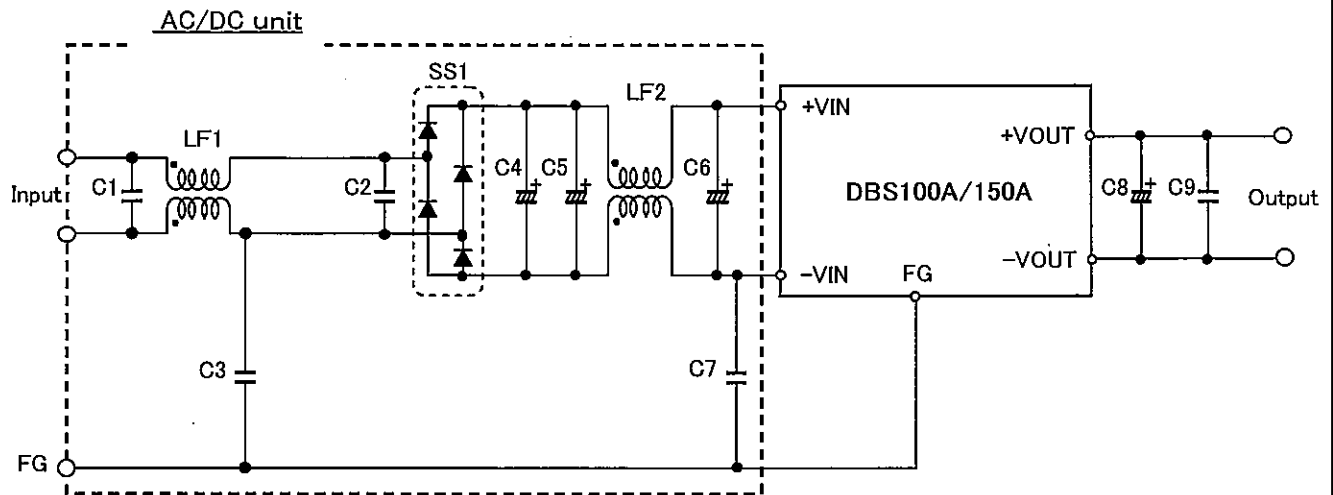 AC/DC unit
SS1
LF1
LF2
+VIN
+VOUT
Input
C1
C2
C4
C5
C6
DBS100A/150A
C8
C9
Output
-VIN
FG
-VOUT
C3
C7
FG